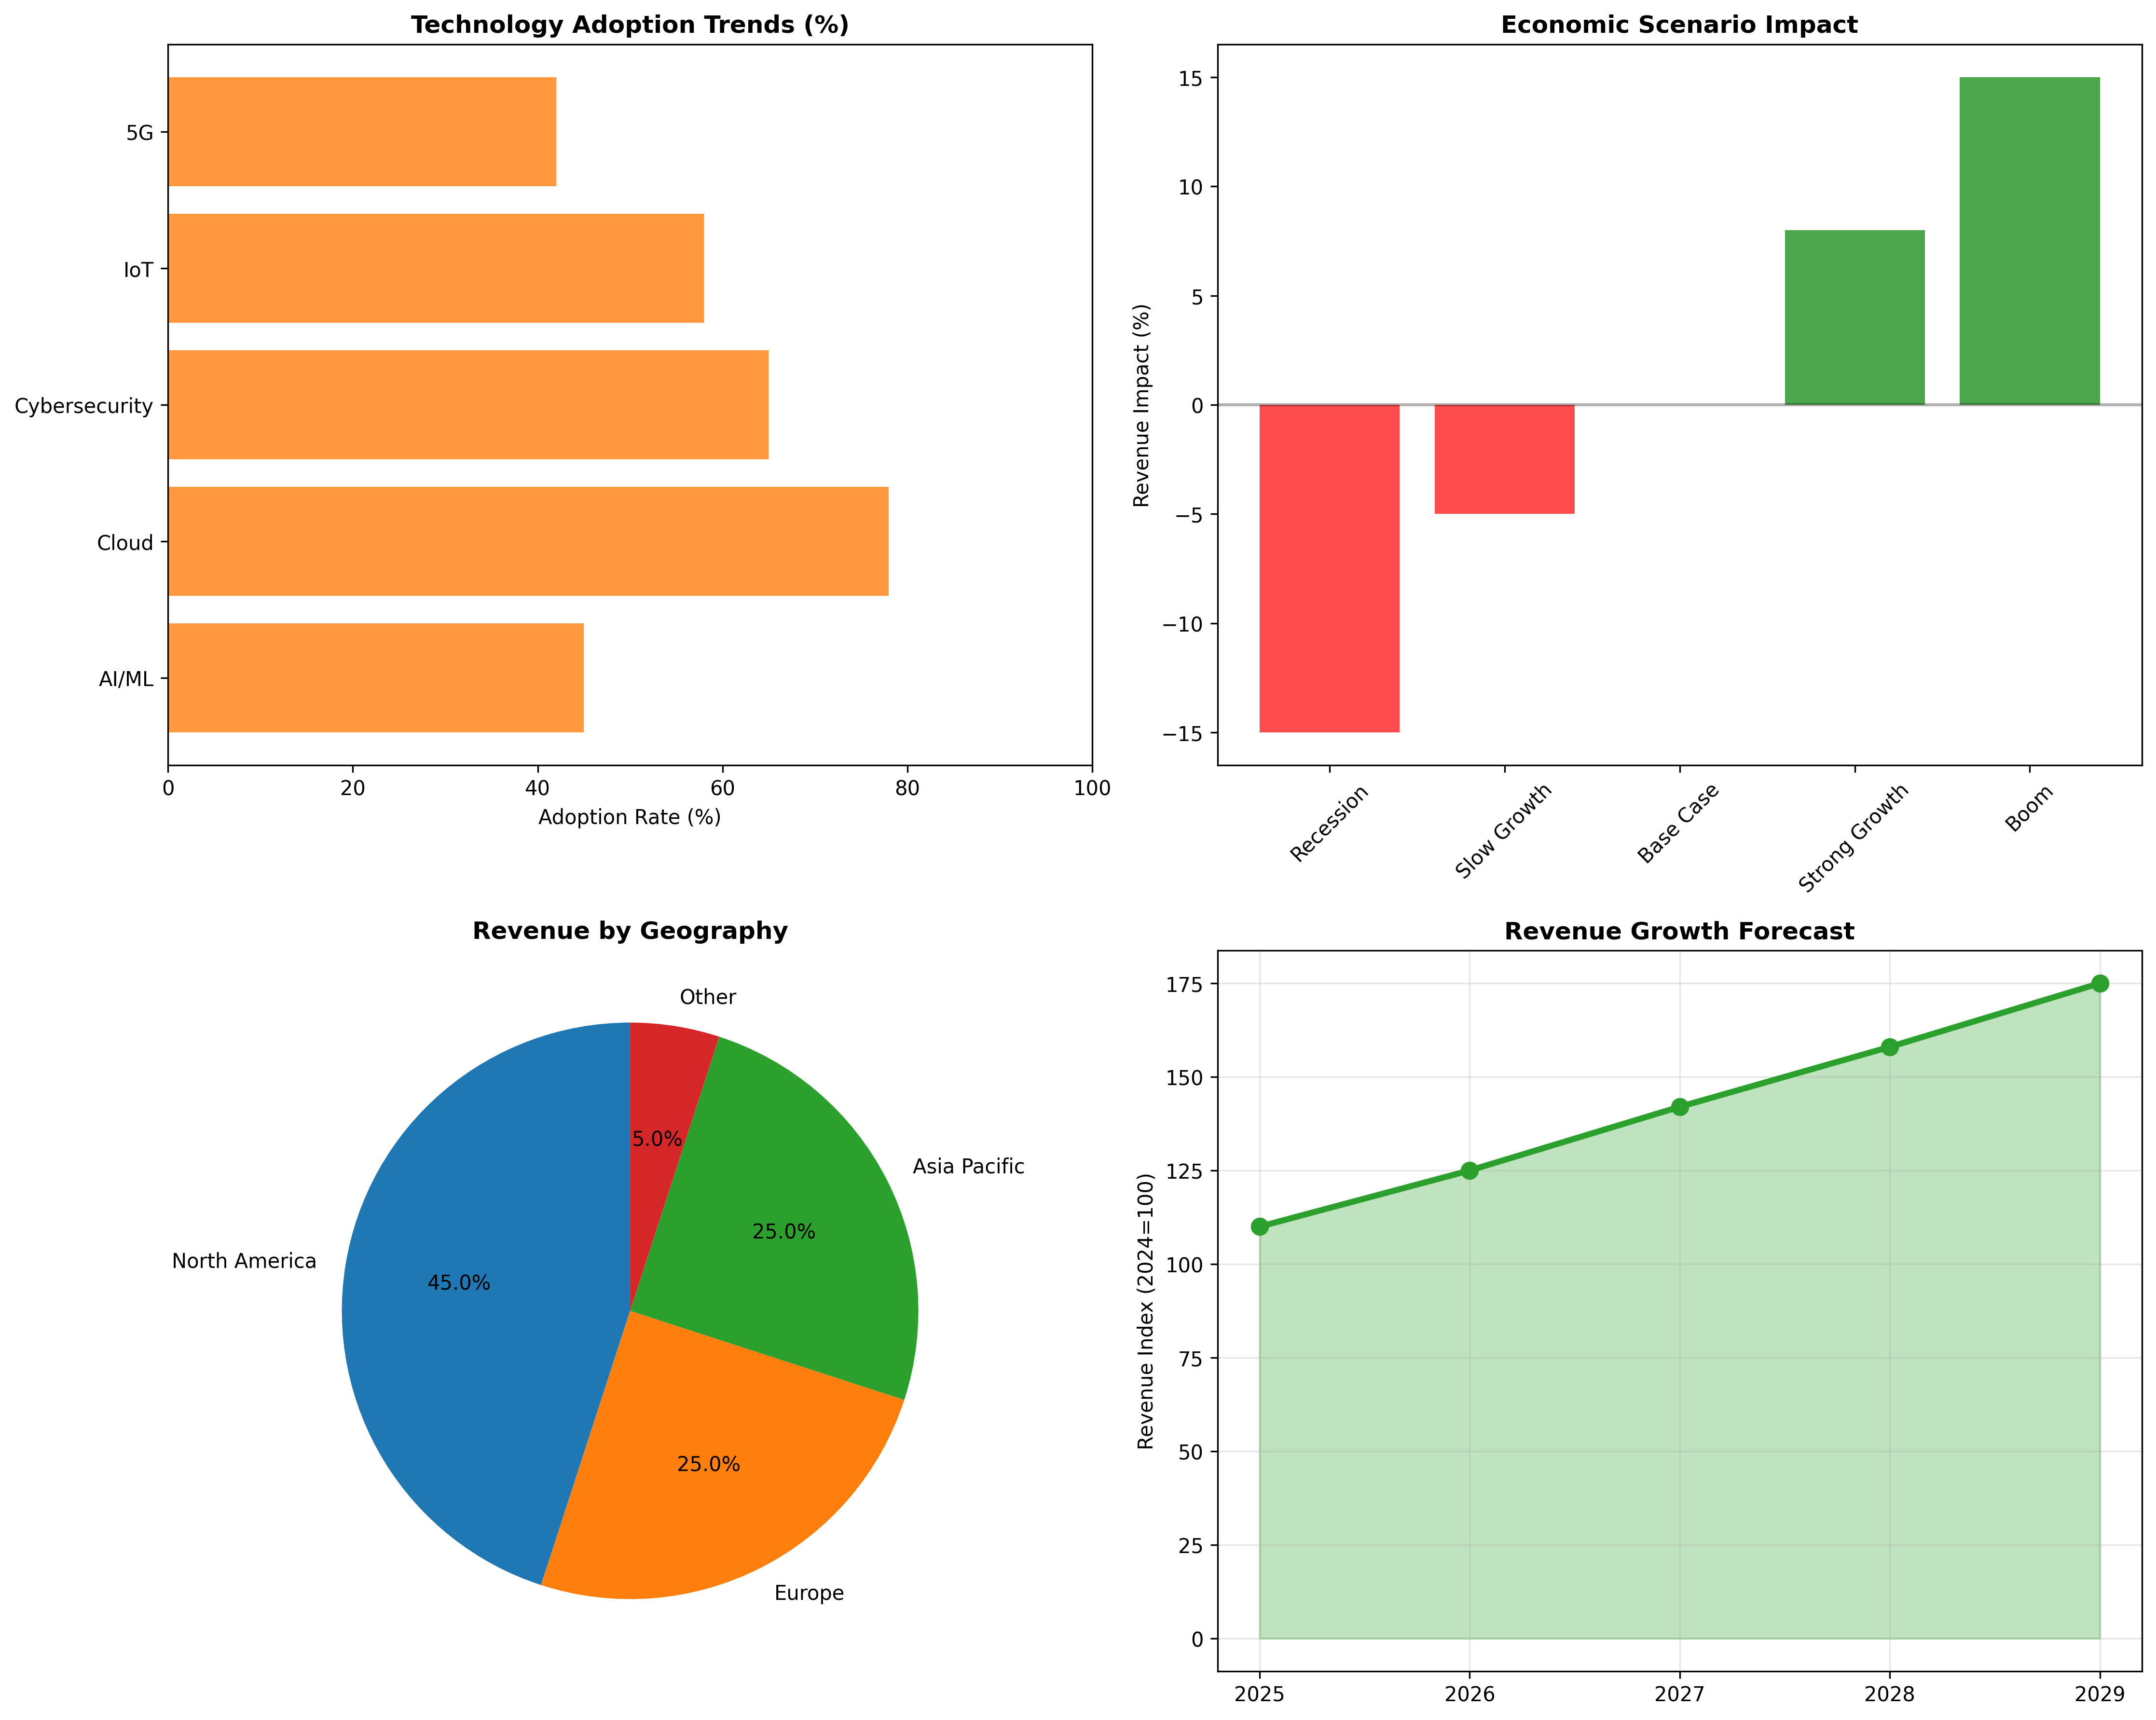 Technology Adoption Trends (%)
5G
IoT
Cybersecurity
Cloud
AI/ML
0 20 40 60 80 100
Adoption Rate (%)
Economic Scenario Impact
Revenue Impact (%)
15
10
5
0
−5
−10
−15
Recession
Slow Growth
Base Case
Strong Growth
Boom
Revenue by Geography
Other
5.0%
Asia Pacific
25.0%
North America
45.0%
25.0%
Europe
Revenue Growth Forecast
Revenue Index (2024=100)
175
150
125
100
75
50
25
0
2025 2026 2027 2028 2029